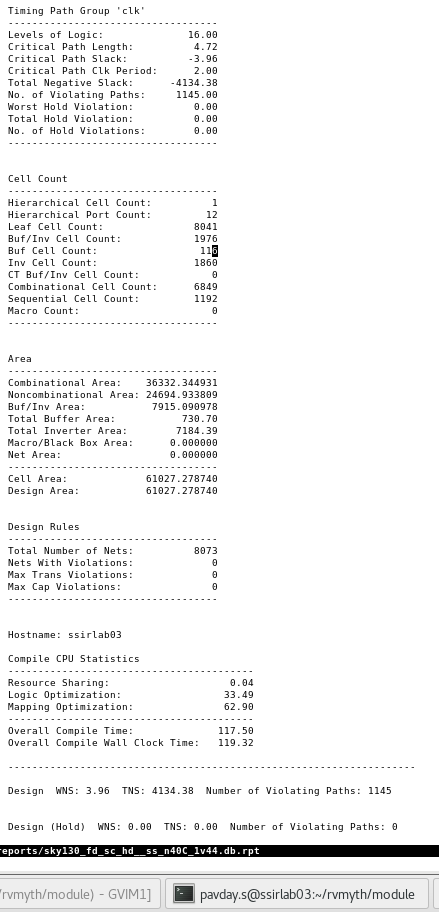 Timing Path Group 'clk'
-----------------------------------
Levels of Logic: 16.00
Critical Path Length: 4.72
Critical Path Slack: -3.96
Critical Path Clk Period: 2.00
Total Negative Slack: -4134.38
No. of Violating Paths: 1145.00
Worst Hold Violation: 0.00
Total Hold Violation: 0.00
No. of Hold Violations: 0.00
-----------------------------------
Cell Count
-----------------------------------
Hierarchical Cell Count: 1
Hierarchical Port Count: 12
Leaf Cell Count: 8041
Buf/Inv Cell Count: 1976
Buf Cell Count: 116
Inv Cell Count: 1860
CT Buf/Inv Cell Count: 0
Combinational Cell Count: 6849
Sequential Cell Count: 1192
Macro Count: 0
-----------------------------------
Area
-----------------------------------
Combinational Area: 36332.344931
Noncombinational Area: 24694.933809
Buf/Inv Area: 7915.090978
Total Buffer Area: 730.70
Total Inverter Area: 7184.39
Macro/Black Box Area: 0.000000
Net Area: 0.000000
-----------------------------------
Cell Area: 61027.278740
Design Area: 61027.278740
Design Rules
-----------------------------------
Total Number of Nets: 8073
Nets With Violations: 0
Max Trans Violations: 0
Max Cap Violations: 0
-----------------------------------
Hostname: ssirlab03
Compile CPU Statistics
-----------------------------------------
Resource Sharing: 0.04
Logic Optimization: 33.49
Mapping Optimization: 62.90
-----------------------------------------
Overall Compile Time: 117.50
Overall Compile Wall Clock Time: 119.32
--------------------------------------------------------------------
Design WNS: 3.96 TNS: 4134.38 Number of Violating Paths: 1145
Design (Hold) WNS: 0.00 TNS: 0.00 Number of Violating Paths: 0
reports/sky130_fd_sc_hd__ss_n40C_1v44.db.rpt
/rvmyth/module) - GVIM1]
pavday.s@ssirlab03:~/rvmyth/module